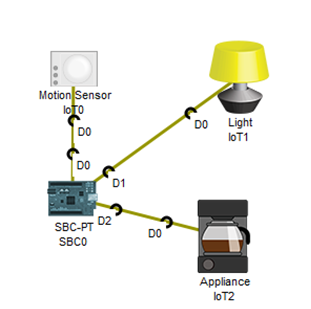 Motion Sensor
IoT0
D0
D0
D1
D0
Light
IoT1
SBC-PT
SBC0
D2
D0
Appliance
IoT2